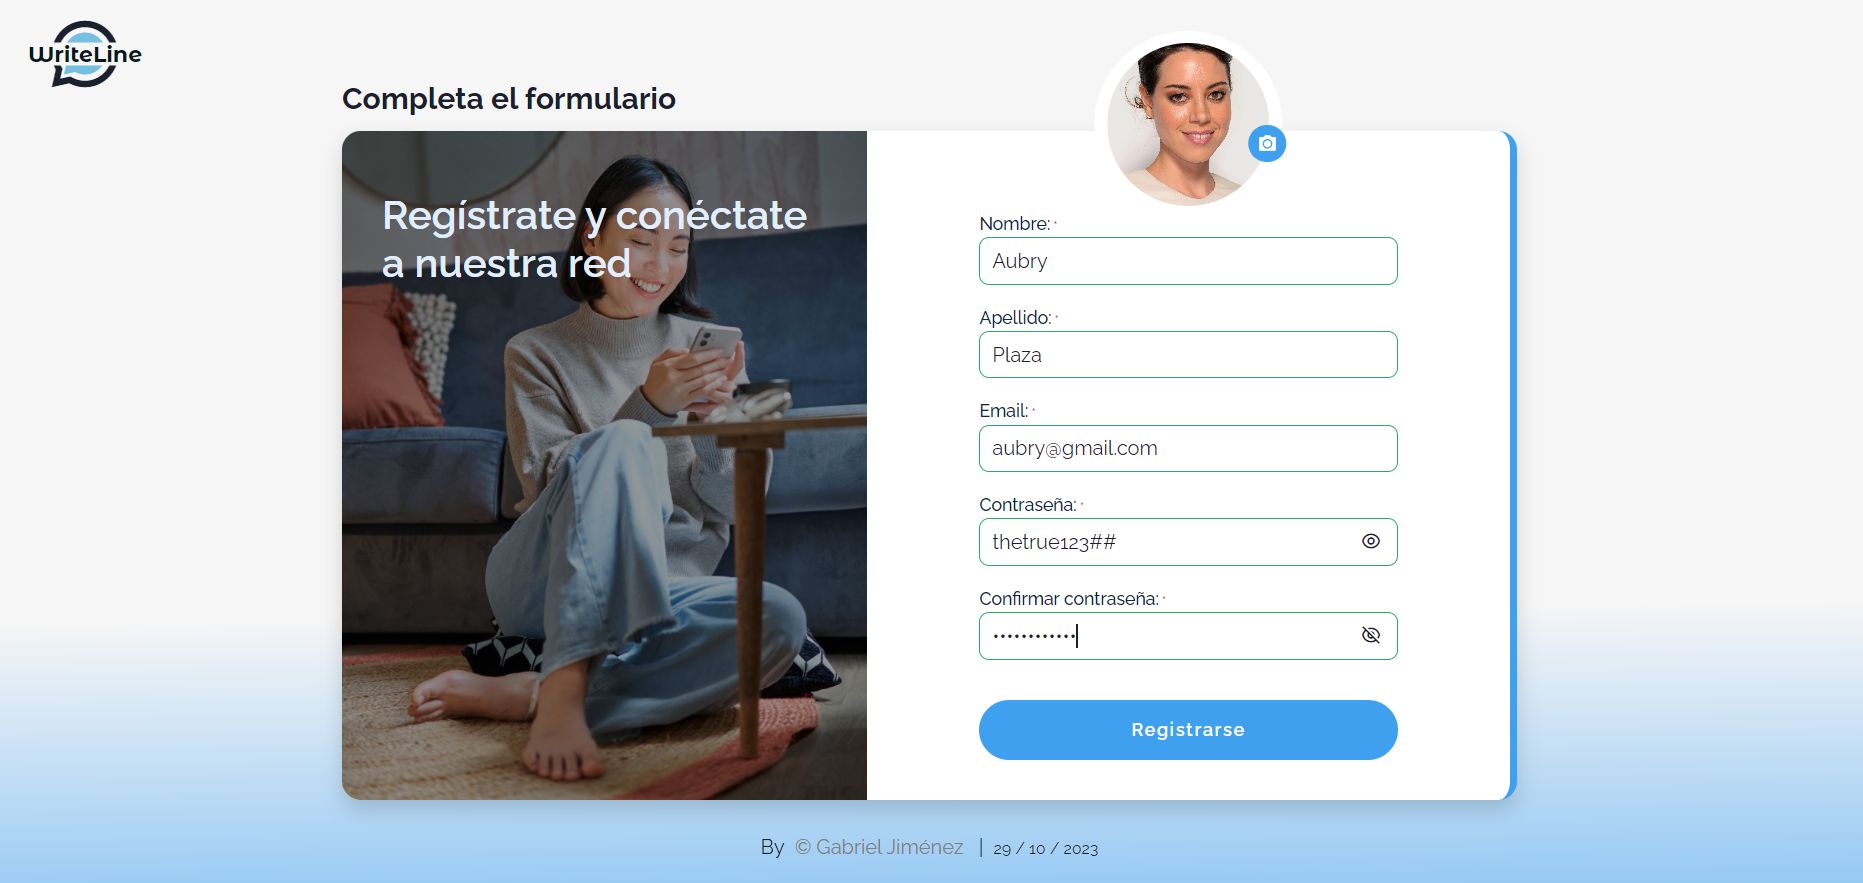 WriteLine
Completa el formulario
Regístrate y conéctate
a nuestra red
Nombre: *
Aubry
Apellido: *
Plaza
Email: *
aubry@gmail.com
Contraseña: *
thetrue123##
Confirmar contraseña: *
••••••••••••
Registrarse
By © Gabriel Jiménez | 29 / 10 / 2023